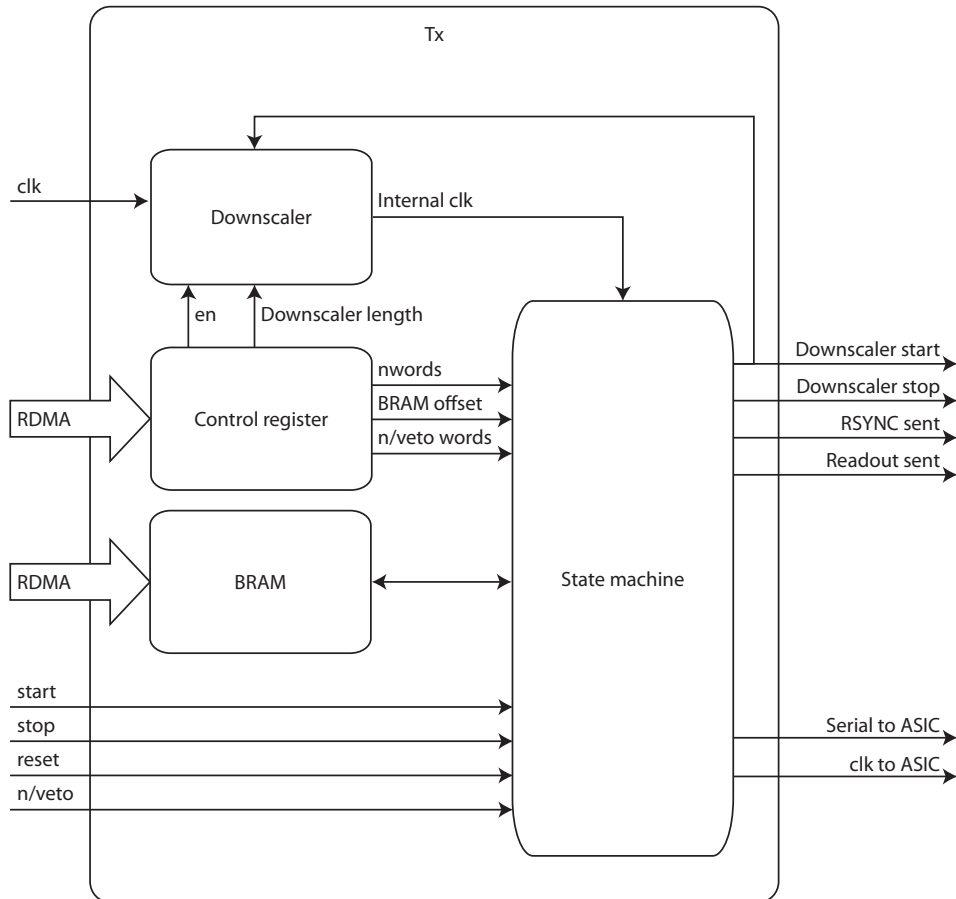 Tx
clk
Downscaler
Internal clk
en
Downscaler length
RDMA
Control register
nwords
BRAM offset
n/veto words
Downscaler start
Downscaler stop
RSYNC sent
Readout sent
RDMA
BRAM
State machine
start
stop
reset
n/veto
Serial to ASIC
clk to ASIC